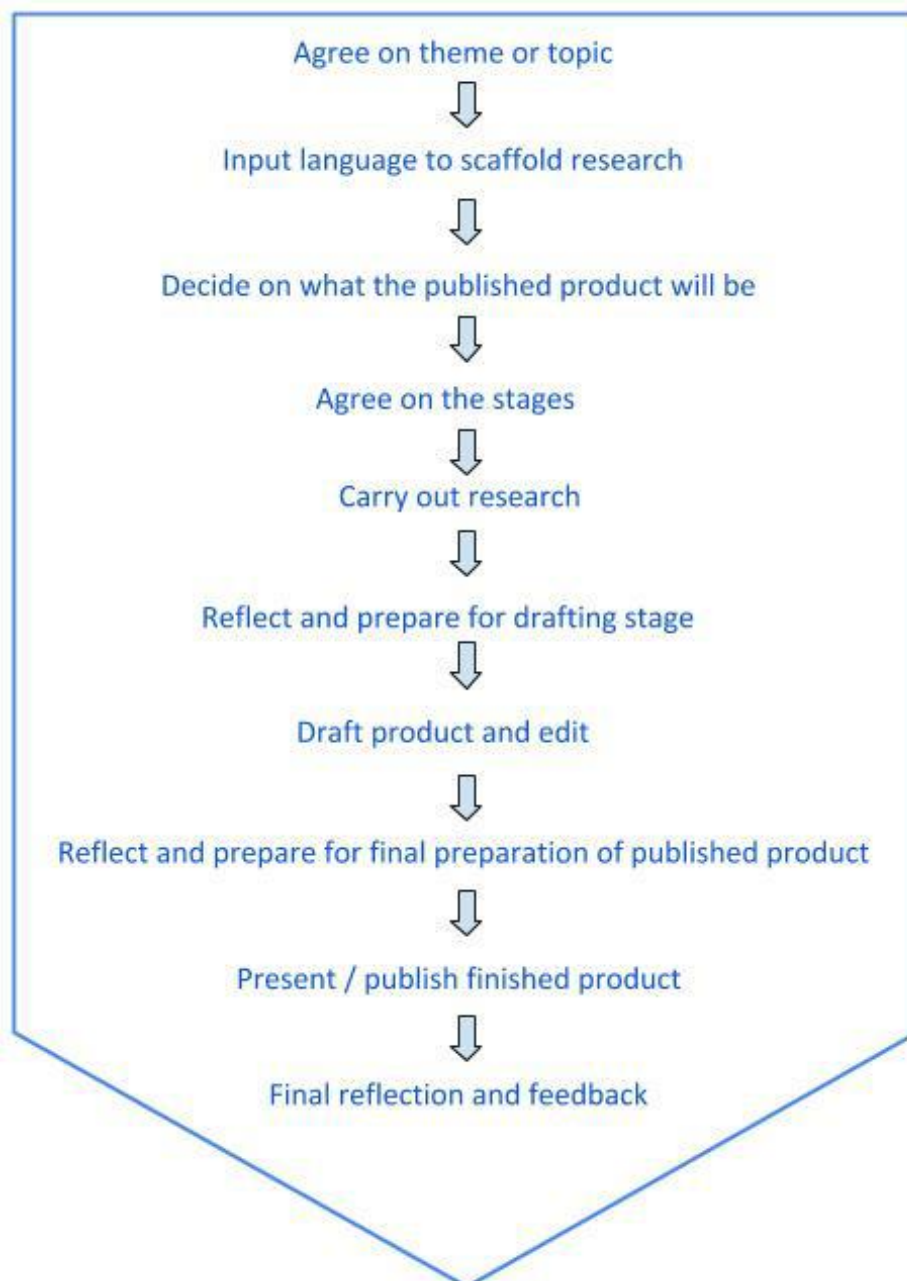 Agree on theme or topic
Input language to scaffold research
Decide on what the published product will be
Agree on the stages
Carry out research
Reflect and prepare for drafting stage
Draft product and edit
Reflect and prepare for final preparation of published product
Present / publish finished product
Final reflection and feedback